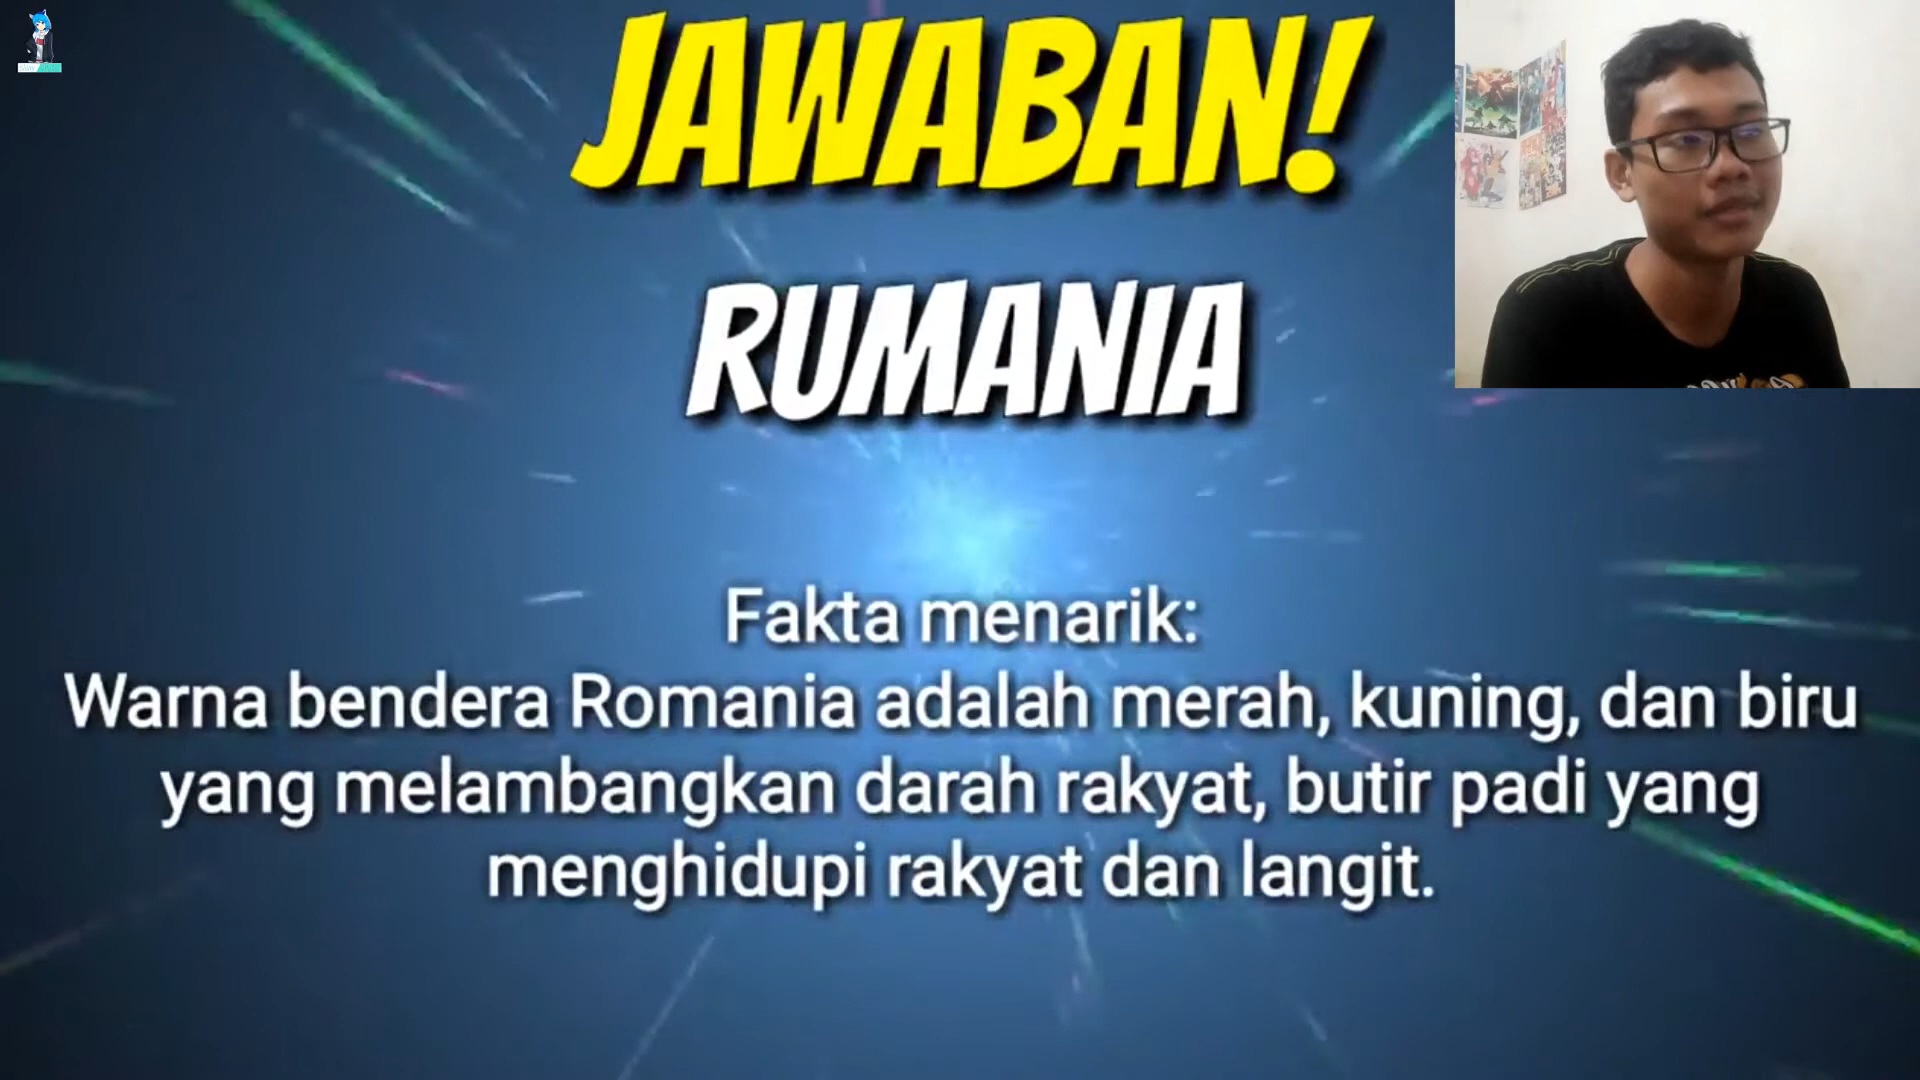 JAWABAN!
RUMANIA
Fakta menarik:
Warna bendera Romania adalah merah, kuning, dan biru
yang melambangkan darah rakyat, butir padi yang
menghidupi rakyat dan langit.